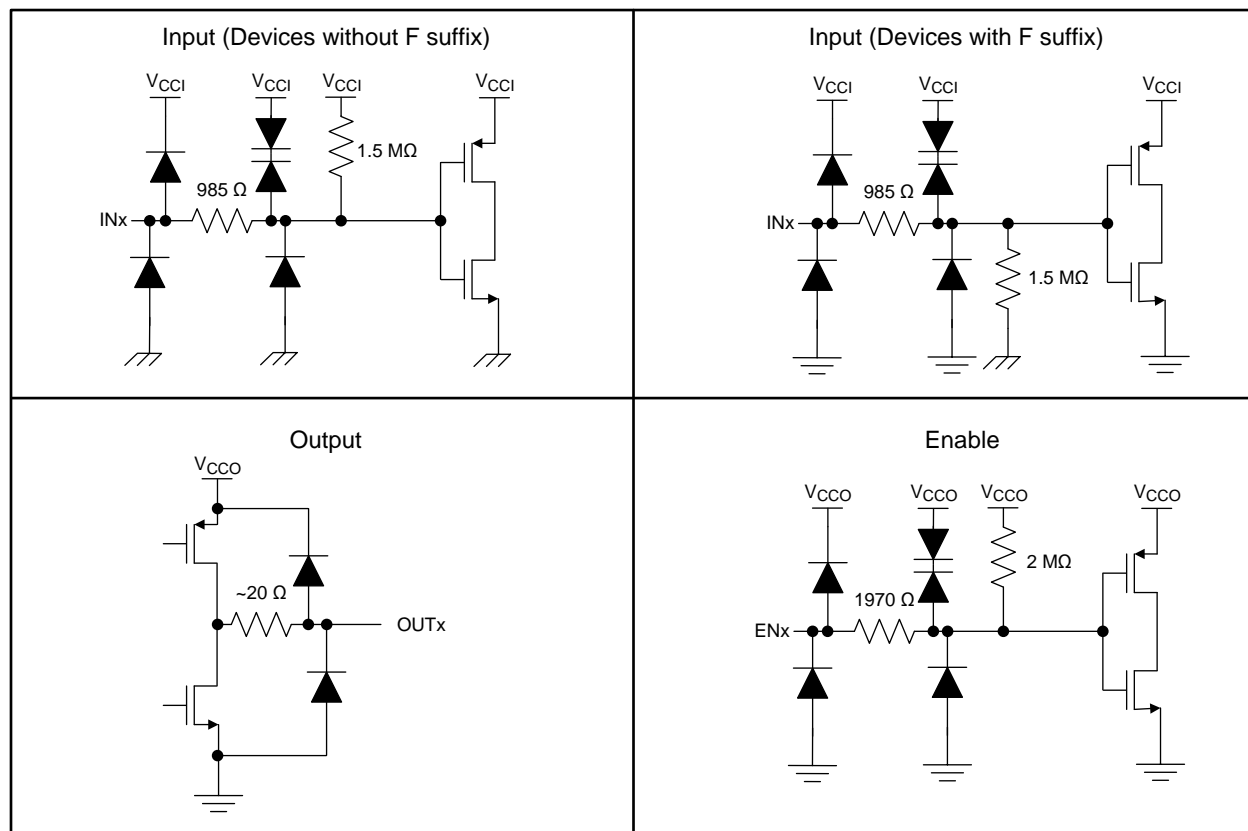 Input (Devices without F suffix)
VCCI VCCI VCCI VCCI
1.5 MΩ
985 Ω
INx
Input (Devices with F suffix)
VCCI VCCI VCCI
985 Ω
INx
1.5 MΩ
Output
VCCO
~20 Ω
OUTx
Enable
VCCO VCCO VCCO VCCO
2 MΩ
1970 Ω
ENx